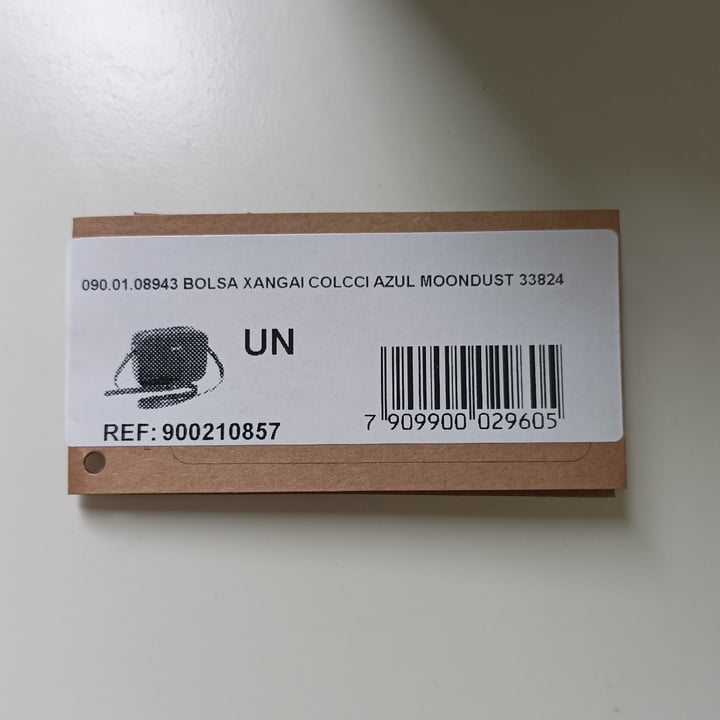 090.01.08943 BOLSA XANGAI COLCCI AZUL MOONDUST 33824
UN
REF: 900210857
7 909900 029605